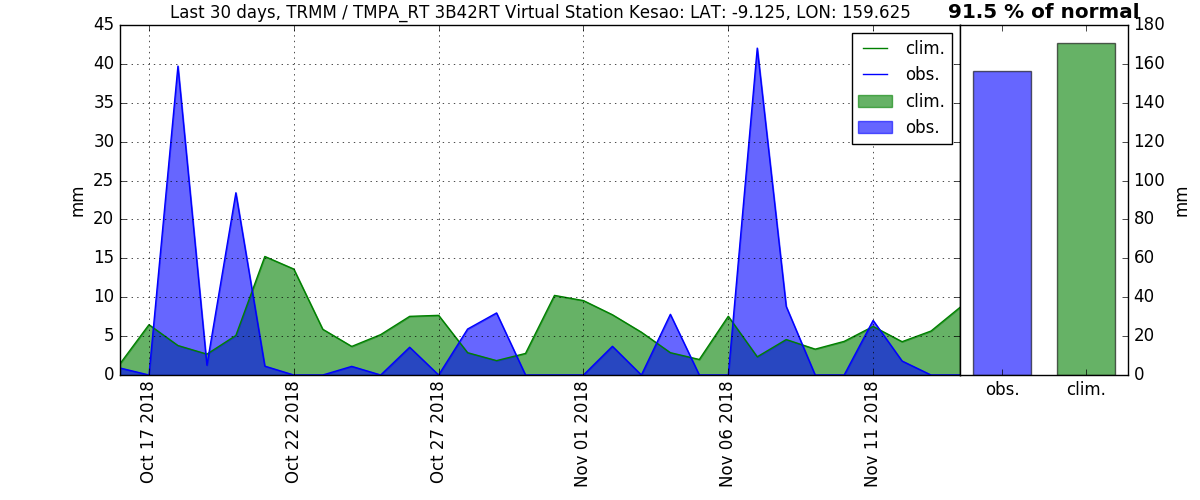 Last 30 days, TRMM / TMPA_RT 3B42RT Virtual Station Kesao: LAT: -9.125, LON: 159.625
91.5 % of normal
45
40
35
30
25
20
15
10
5
0
mm
clim.
obs.
clim.
obs.
180
160
140
120
100
80
60
40
20
0
mm
Oct 17 2018
Oct 22 2018
Oct 27 2018
Nov 01 2018
Nov 06 2018
Nov 11 2018
obs.
clim.